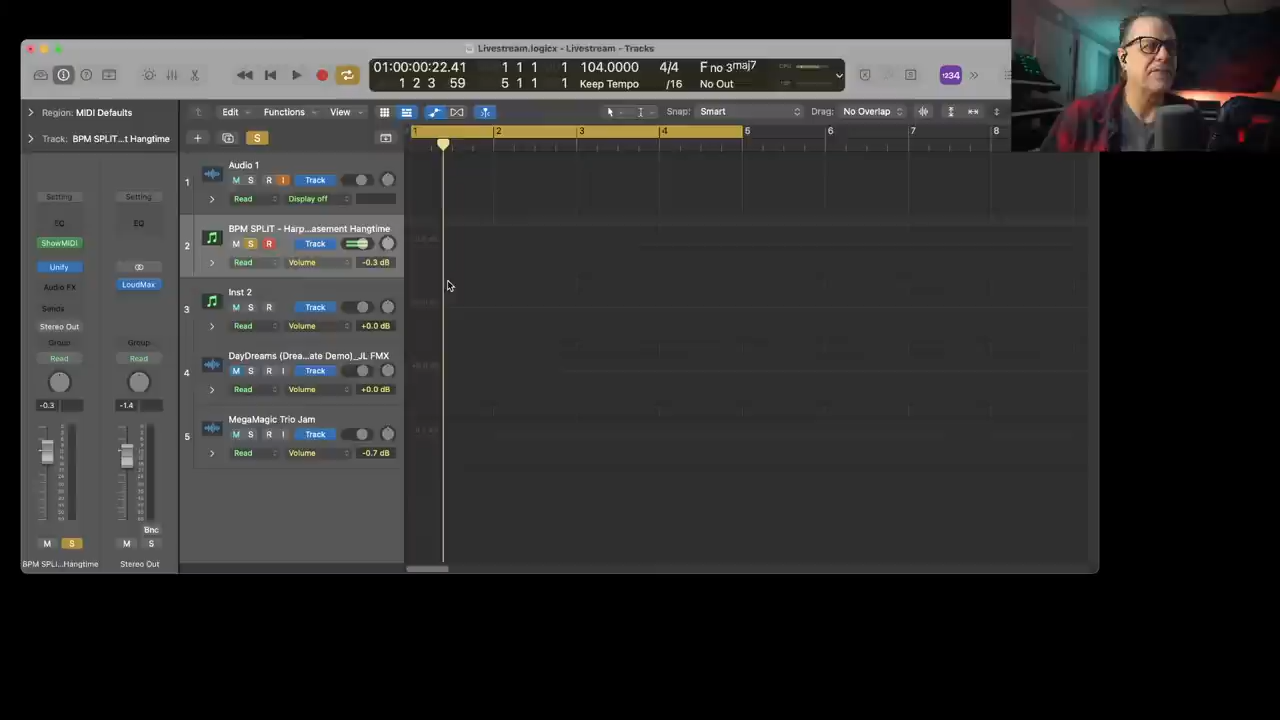 Livestream.logicx - Livestream - Tracks
01:00:00:22.41 1 1 1 1 104.0000 4/4 F no 3maj7 CPU
1 2 3 59 5 1 1 1 Keep Tempo /16 No Out
1234
Region: MIDI Defaults
Edit Functions View
Snap: Smart Drag: No Overlap
Track: BPM SPLIT...t Hangtime
S
1 2 3 4 5 6 7 8
Audio 1
1 M S R I Track
Read Display off
Setting Setting
EQ EQ
BPM SPLIT - Harp...asement Hangtime
2 M S R Track
ShowMIDI
Read Volume -0.3 dB
Unify
Audio FX LoudMax
Inst 2
3 M S R Track
Sends
Stereo Out
Read Volume +0.0 dB
Group Group
Read Read
DayDreams (Drea...ate Demo)_JL FMX
4 M S R I Track
Read Volume +0.0 dB
-0.3 -1.4
MegaMagic Trio Jam
5 M S R I Track
Read Volume -0.7 dB
Bnc
M S M S
BPM SPLI...Hangtime Stereo Out